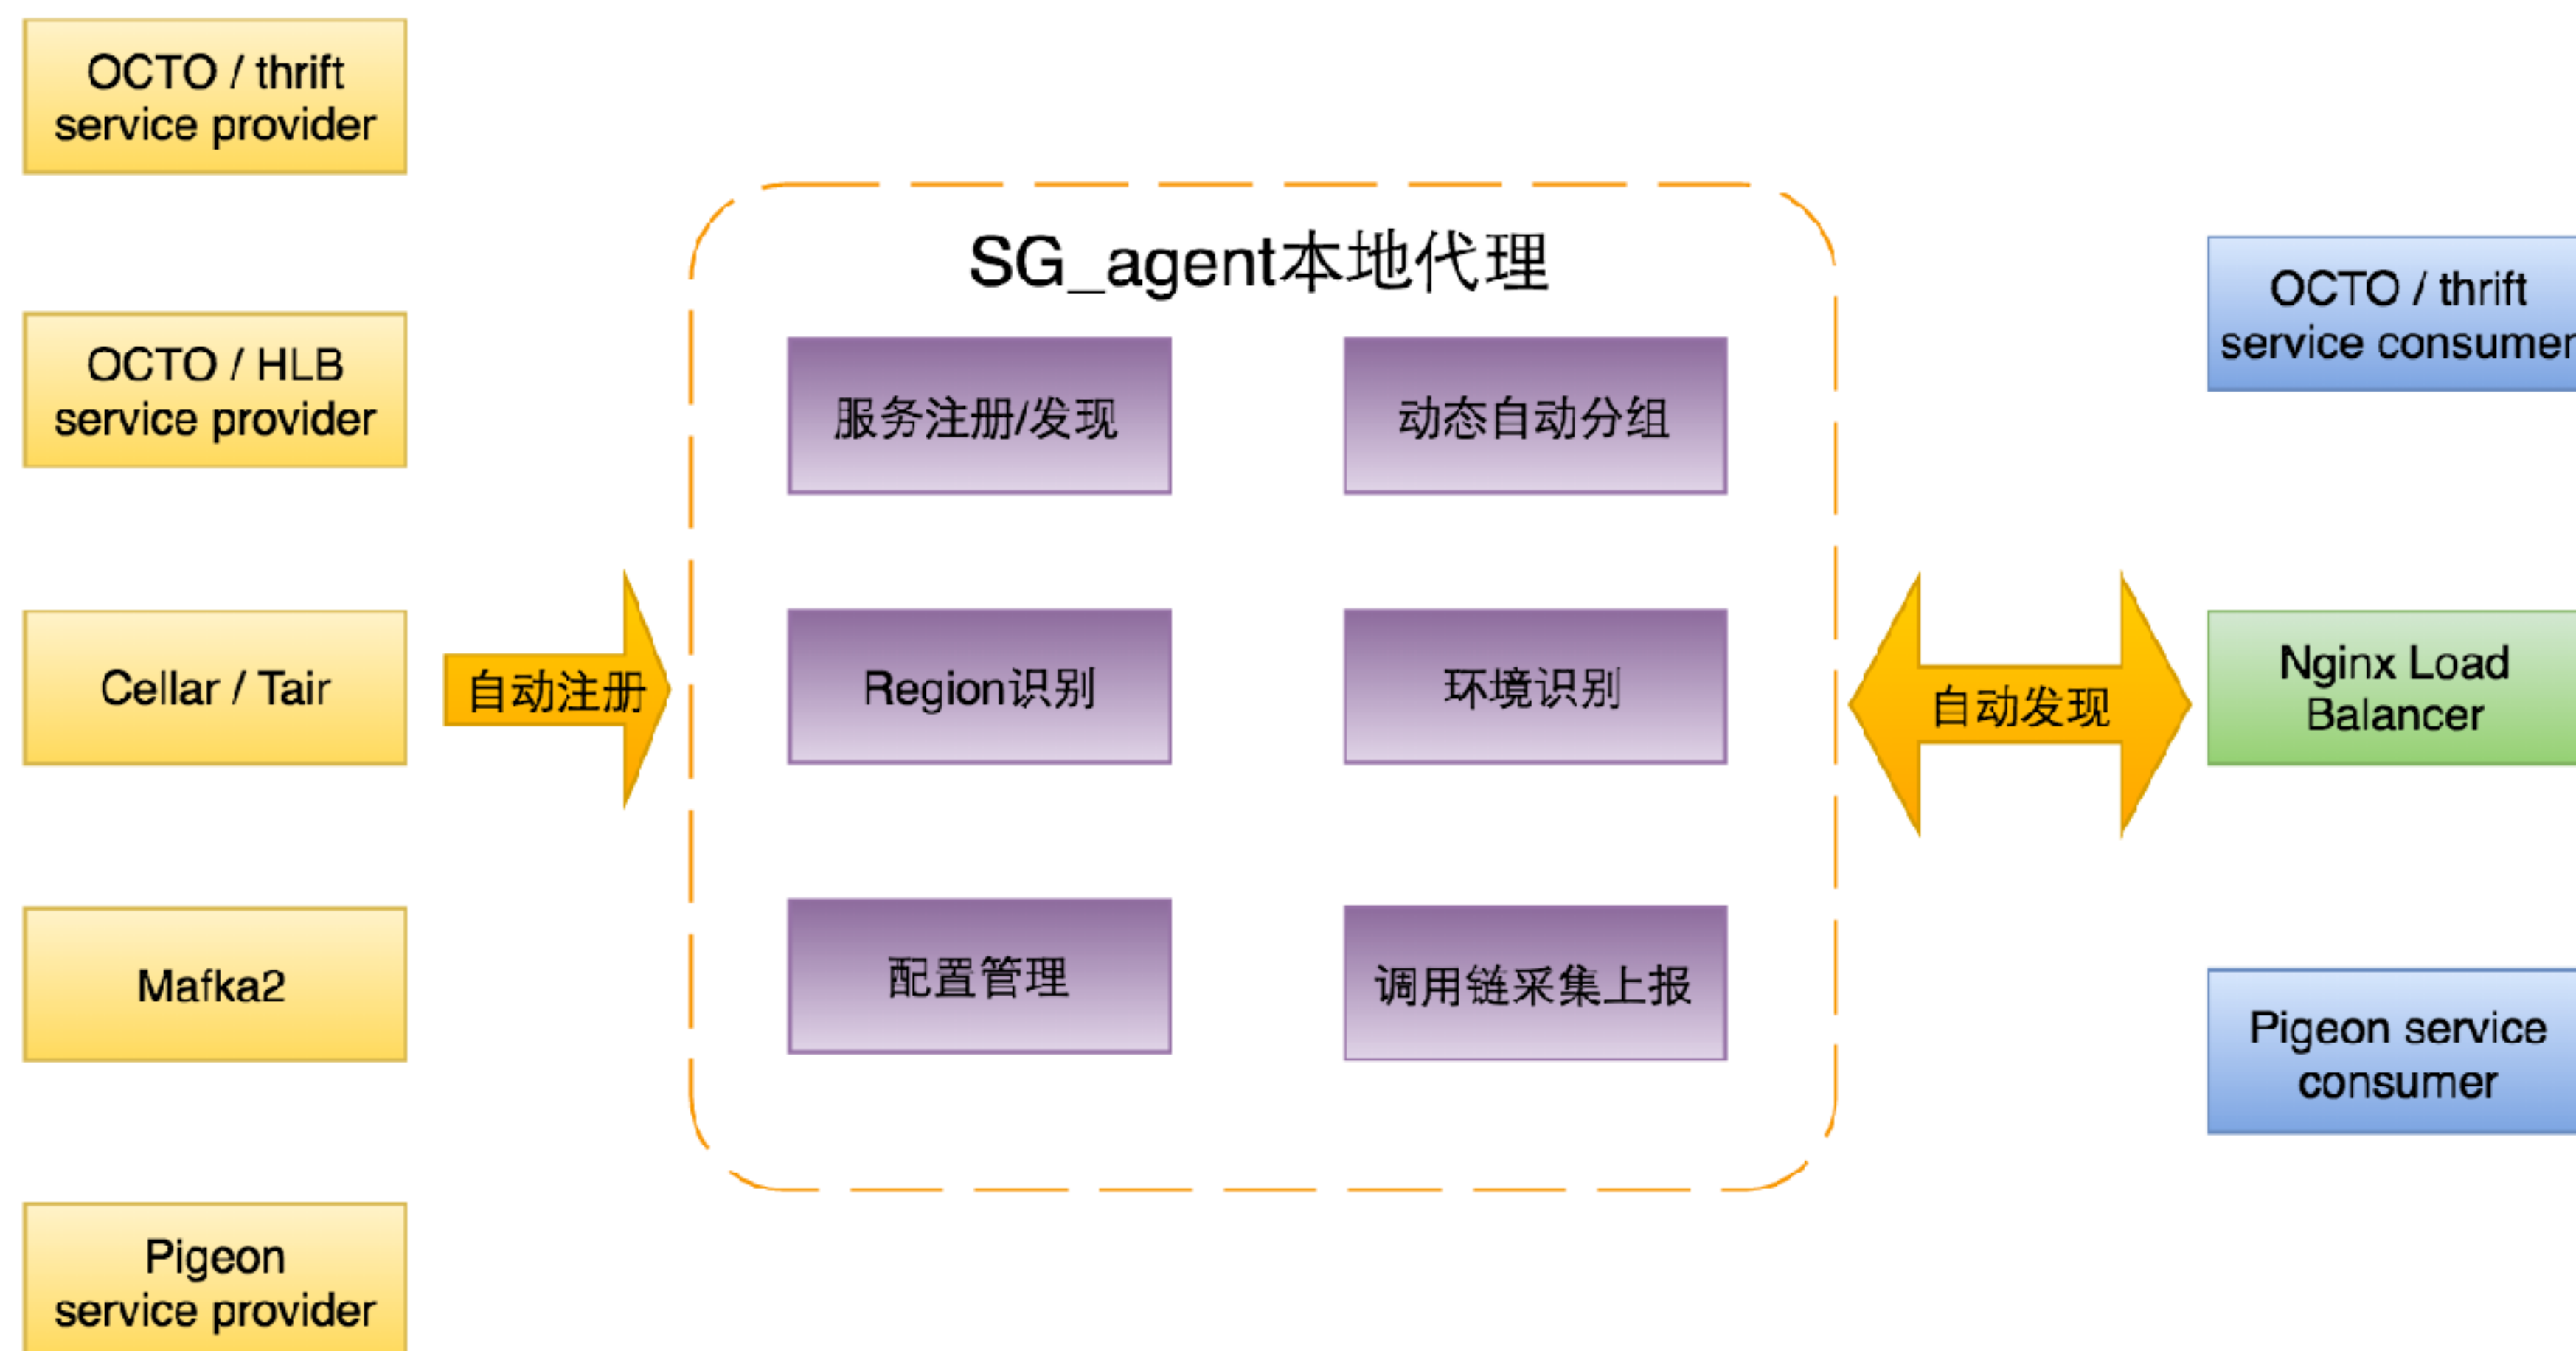 OCTO / thrift
service provider
OCTO / HLB
service provider
Cellar / Tair
Mafka2
Pigeon
service provider
自动注册
SG_agent本地代理
服务注册/发现
动态自动分组
Region识别
环境识别
配置管理
调用链采集上报
自动发现
OCTO / thrift
service consumer
Nginx Load
Balancer
Pigeon service
consumer